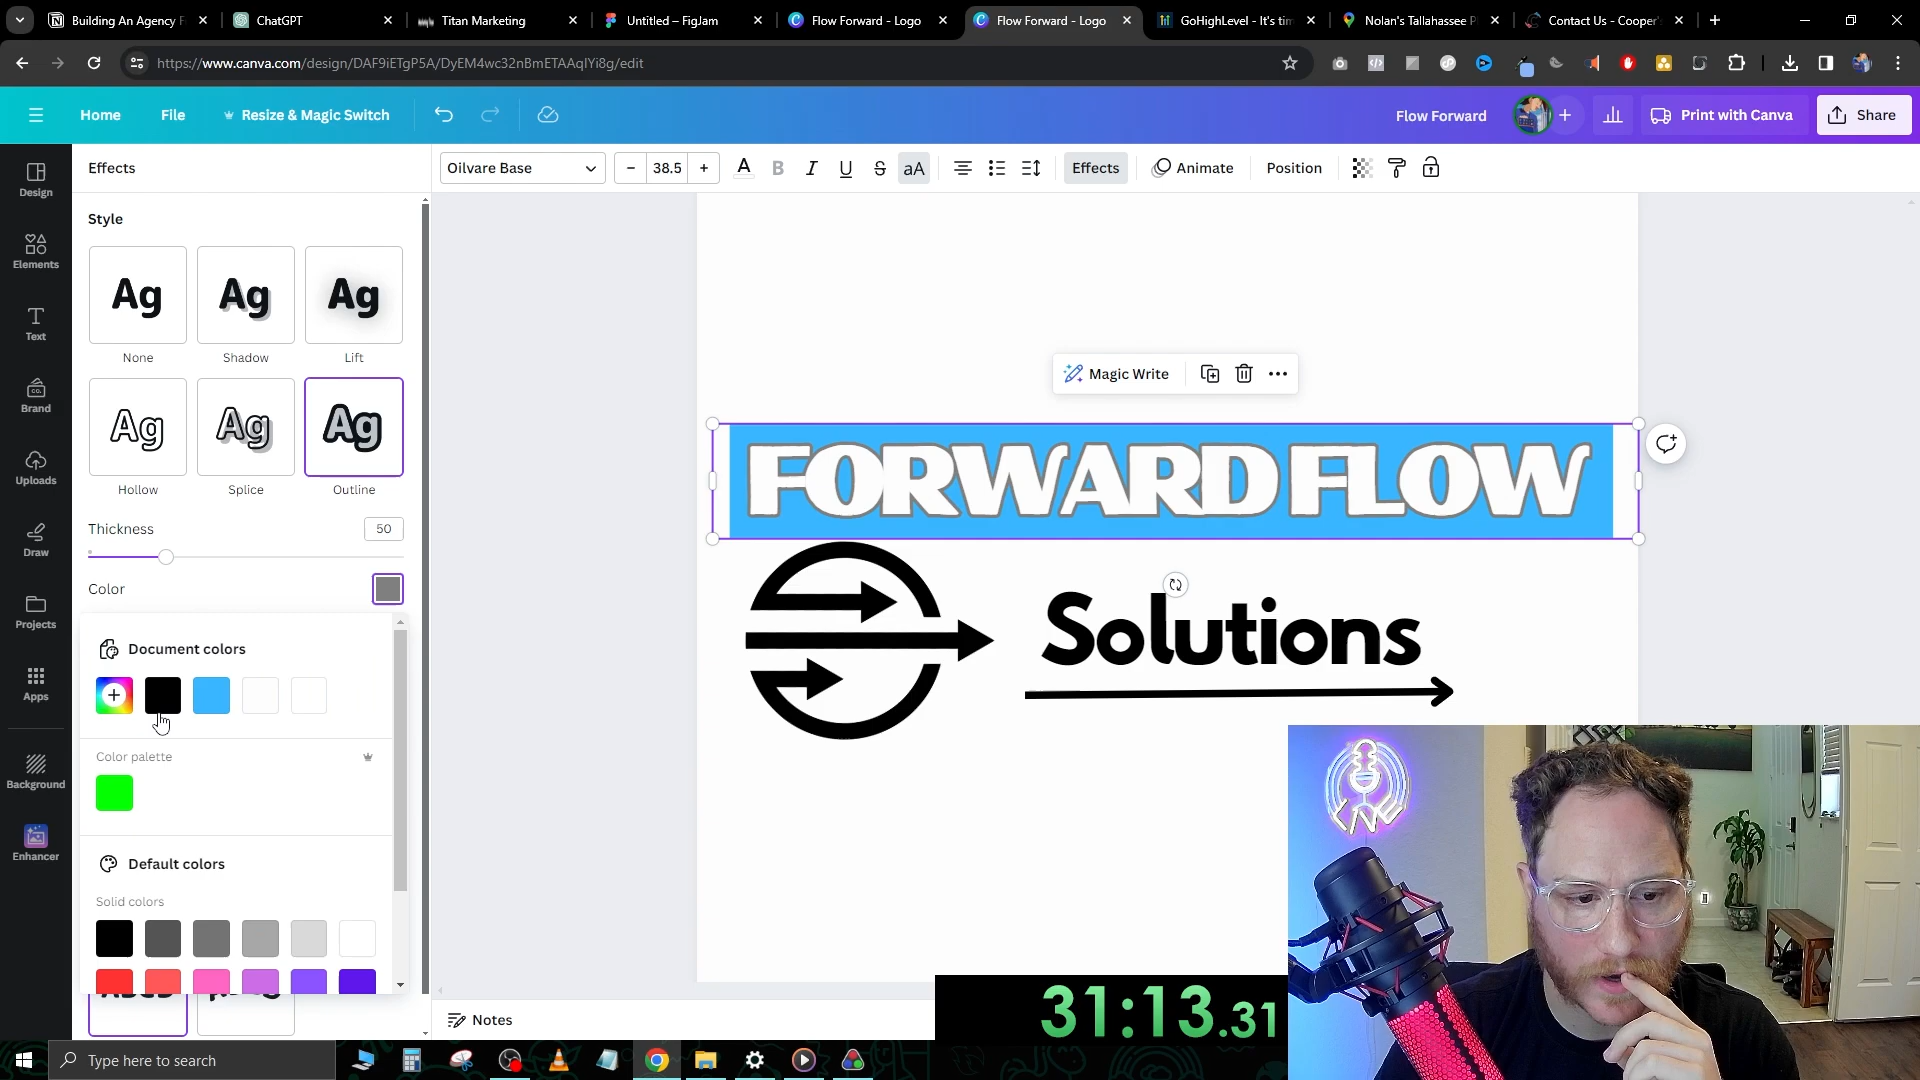 Building An Agency F
ChatGPT
Titan Marketing
Untitled – FigJam
Flow Forward - Logo
Flow Forward - Logo
GoHighLevel - It's tim
Nolan's Tallahassee P
Contact Us - Cooper'
https://www.canva.com/design/DAF9iETgP5A/DyEM4wc32nBmETAAqIYi8g/edit
Home
File
Resize & Magic Switch
Flow Forward
Print with Canva
Share
Design
Elements
Text
Brand
Uploads
Draw
Projects
Apps
Background
Enhancer
Effects
Oilvare Base
38.5
A B I U S aA
Effects
Animate
Position
Style
Ag
Ag
Ag
None
Shadow
Lift
Ag
Ag
Ag
Hollow
Splice
Outline
Thickness
50
Color
Document colors
Color palette
Default colors
Solid colors
ABCD
Magic Write
FORWARD FLOW
Solutions
LIVE
Notes
31:13.31
Type here to search